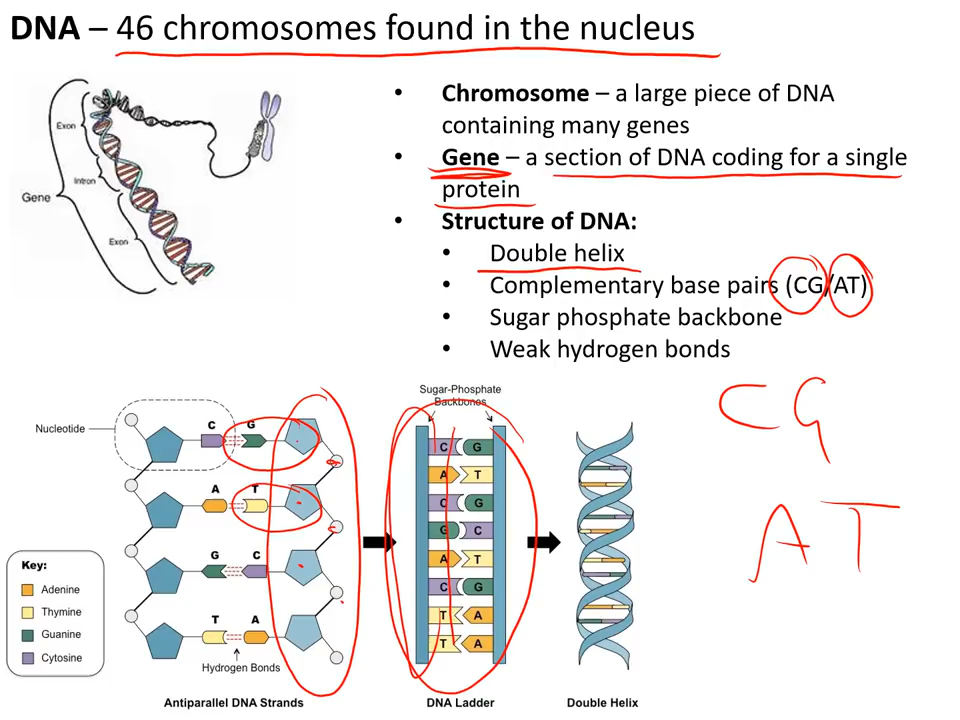 DNA – 46 chromosomes found in the nucleus
• Chromosome – a large piece of DNA
containing many genes
• Gene – a section of DNA coding for a single
protein
• Structure of DNA:
• Double helix
• Complementary base pairs (CG/AT)
• Sugar phosphate backbone
• Weak hydrogen bonds
Exon
Intron
Gene
Exon
CG
AT
Nucleotide
C G
A T
G C
T A
Hydrogen Bonds
Antiparallel DNA Strands
Key:
Adenine
Thymine
Guanine
Cytosine
Sugar-Phosphate
Backbones
C G
A T
C G
G C
A T
C G
T A
T A
DNA Ladder
Double Helix